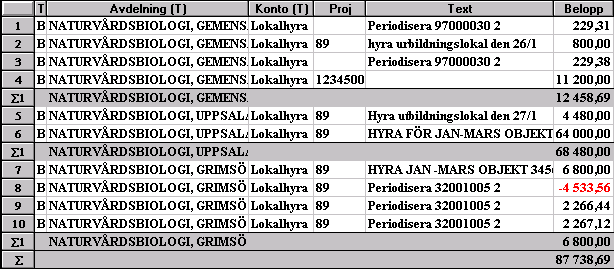 T Avdelning (T) Konto (T) Proj Text Belopp
1 B NATURVÅRDSBIOLOGI, GEMENS. Lokalhyra Periodisera 97000030 2 229,31
2 B NATURVÅRDSBIOLOGI, GEMENS. Lokalhyra 89 hyra urbildningslokal den 26/1 800,00
3 B NATURVÅRDSBIOLOGI, GEMENS. Lokalhyra Periodisera 97000030 2 229,38
4 B NATURVÅRDSBIOLOGI, GEMENS. Lokalhyra 1234500 11 200,00
Σ1 NATURVÅRDSBIOLOGI, GEMENS. 12 458,69
5 B NATURVÅRDSBIOLOGI, UPPSALA Lokalhyra 89 Hyra utbildningslokal den 27/1 4 480,00
6 B NATURVÅRDSBIOLOGI, UPPSALA Lokalhyra 89 HYRA FÖR JAN-MARS OBJEKT 64 000,00
Σ1 NATURVÅRDSBIOLOGI, UPPSALA 68 480,00
7 B NATURVÅRDSBIOLOGI, GRIMSÖ Lokalhyra 89 HYRA JAN-MARS OBJEKT 345 6 800,00
8 B NATURVÅRDSBIOLOGI, GRIMSÖ Lokalhyra 89 Periodisera 32001005 2 -4 533,56
9 B NATURVÅRDSBIOLOGI, GRIMSÖ Lokalhyra 89 Periodisera 32001005 2 2 266,44
10 B NATURVÅRDSBIOLOGI, GRIMSÖ Lokalhyra 89 Periodisera 32001005 2 2 267,12
Σ1 NATURVÅRDSBIOLOGI, GRIMSÖ 6 800,00
Σ 87 738,69